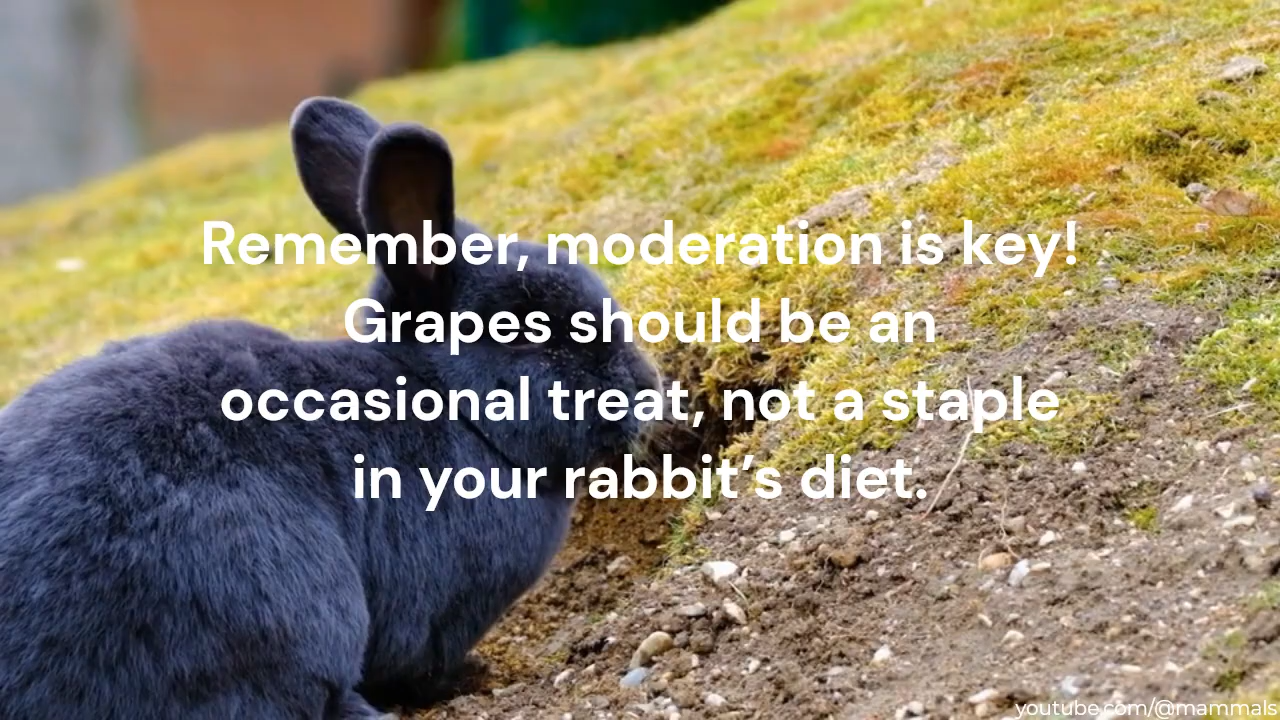 Remember, moderation is key!
Grapes should be an
occasional treat, not a staple
in your rabbit’s diet.
youtube.com/@mammals